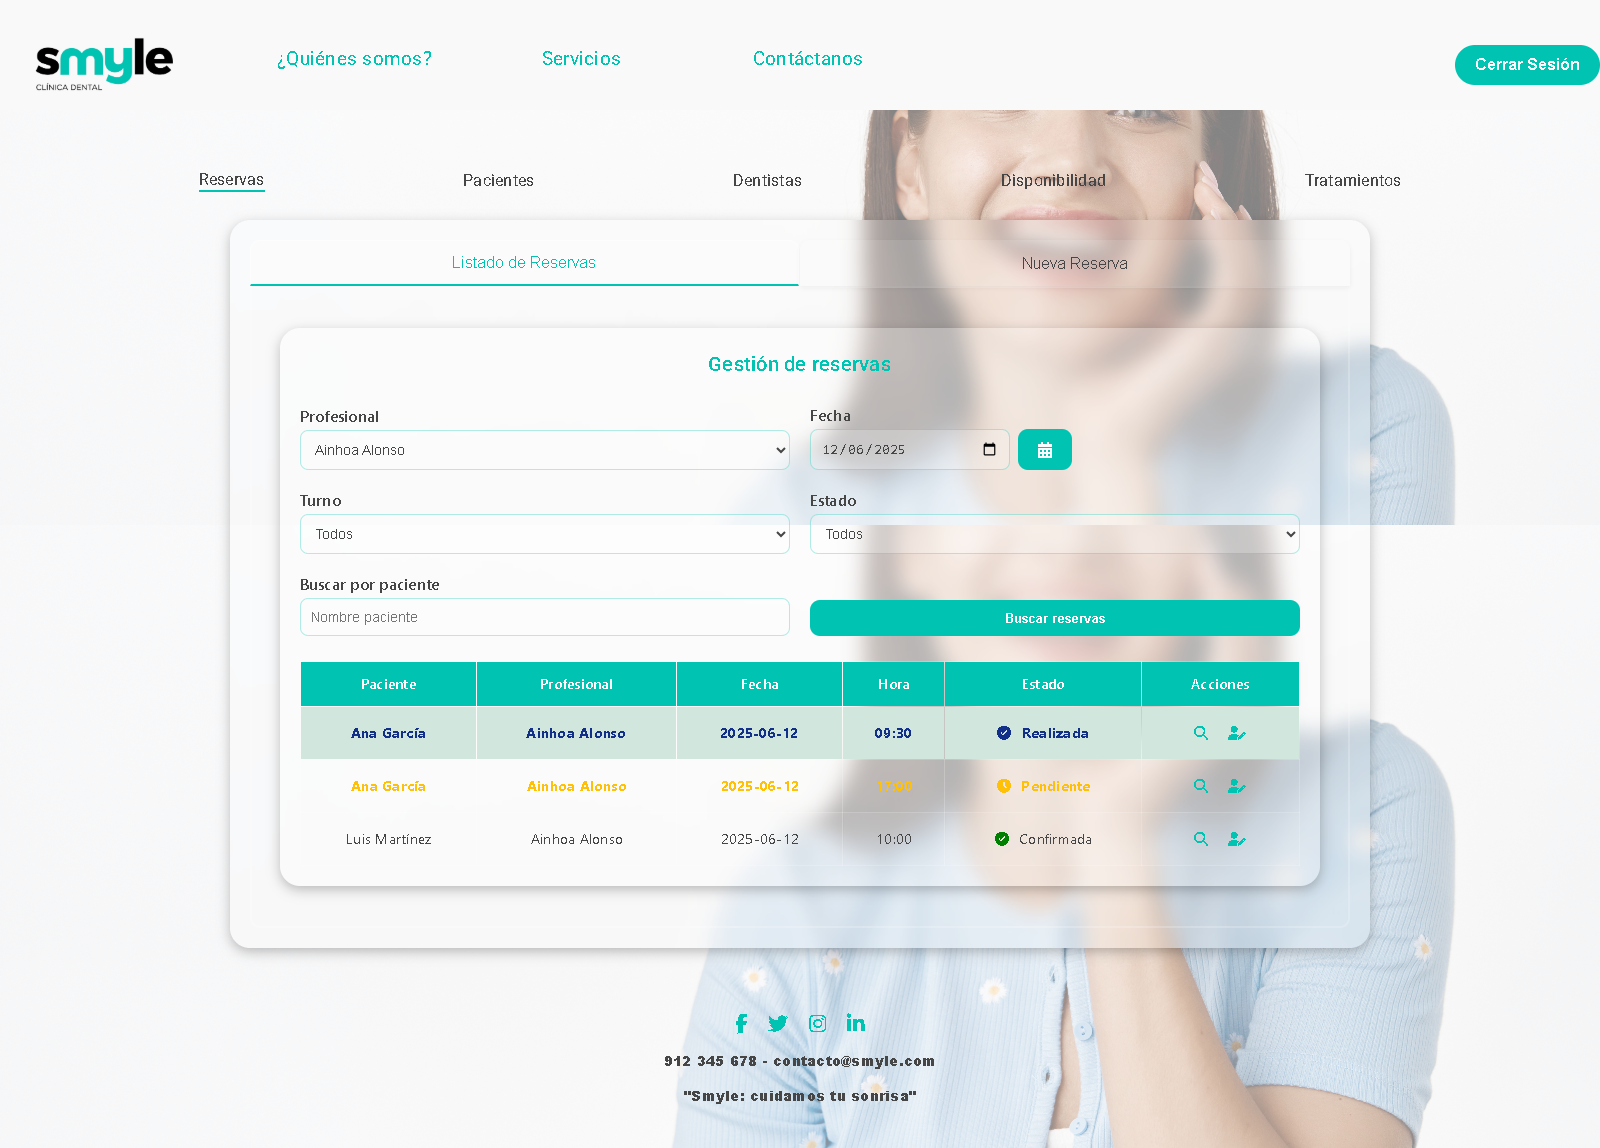 smyle
CLÍNICA DENTAL
¿Quiénes somos?
Servicios
Contáctanos
Cerrar Sesión
Reservas
Pacientes
Dentistas
Disponibilidad
Tratamientos
Listado de Reservas
Nueva Reserva
Gestión de reservas
Profesional
Fecha
Ainhoa Alonso
12/06/2025
Turno
Estado
Todos
Todos
Buscar por paciente
Nombre paciente
Buscar reservas
Paciente Profesional Fecha Hora Estado Acciones
Ana García Ainhoa Alonso 2025-06-12 09:30 Realizada
Ana García Ainhoa Alonso 2025-06-12 17:00 Pendiente
Luis Martínez Ainhoa Alonso 2025-06-12 10:00 Confirmada
912 345 678 - contacto@smyle.com
"Smyle: cuidamos tu sonrisa"